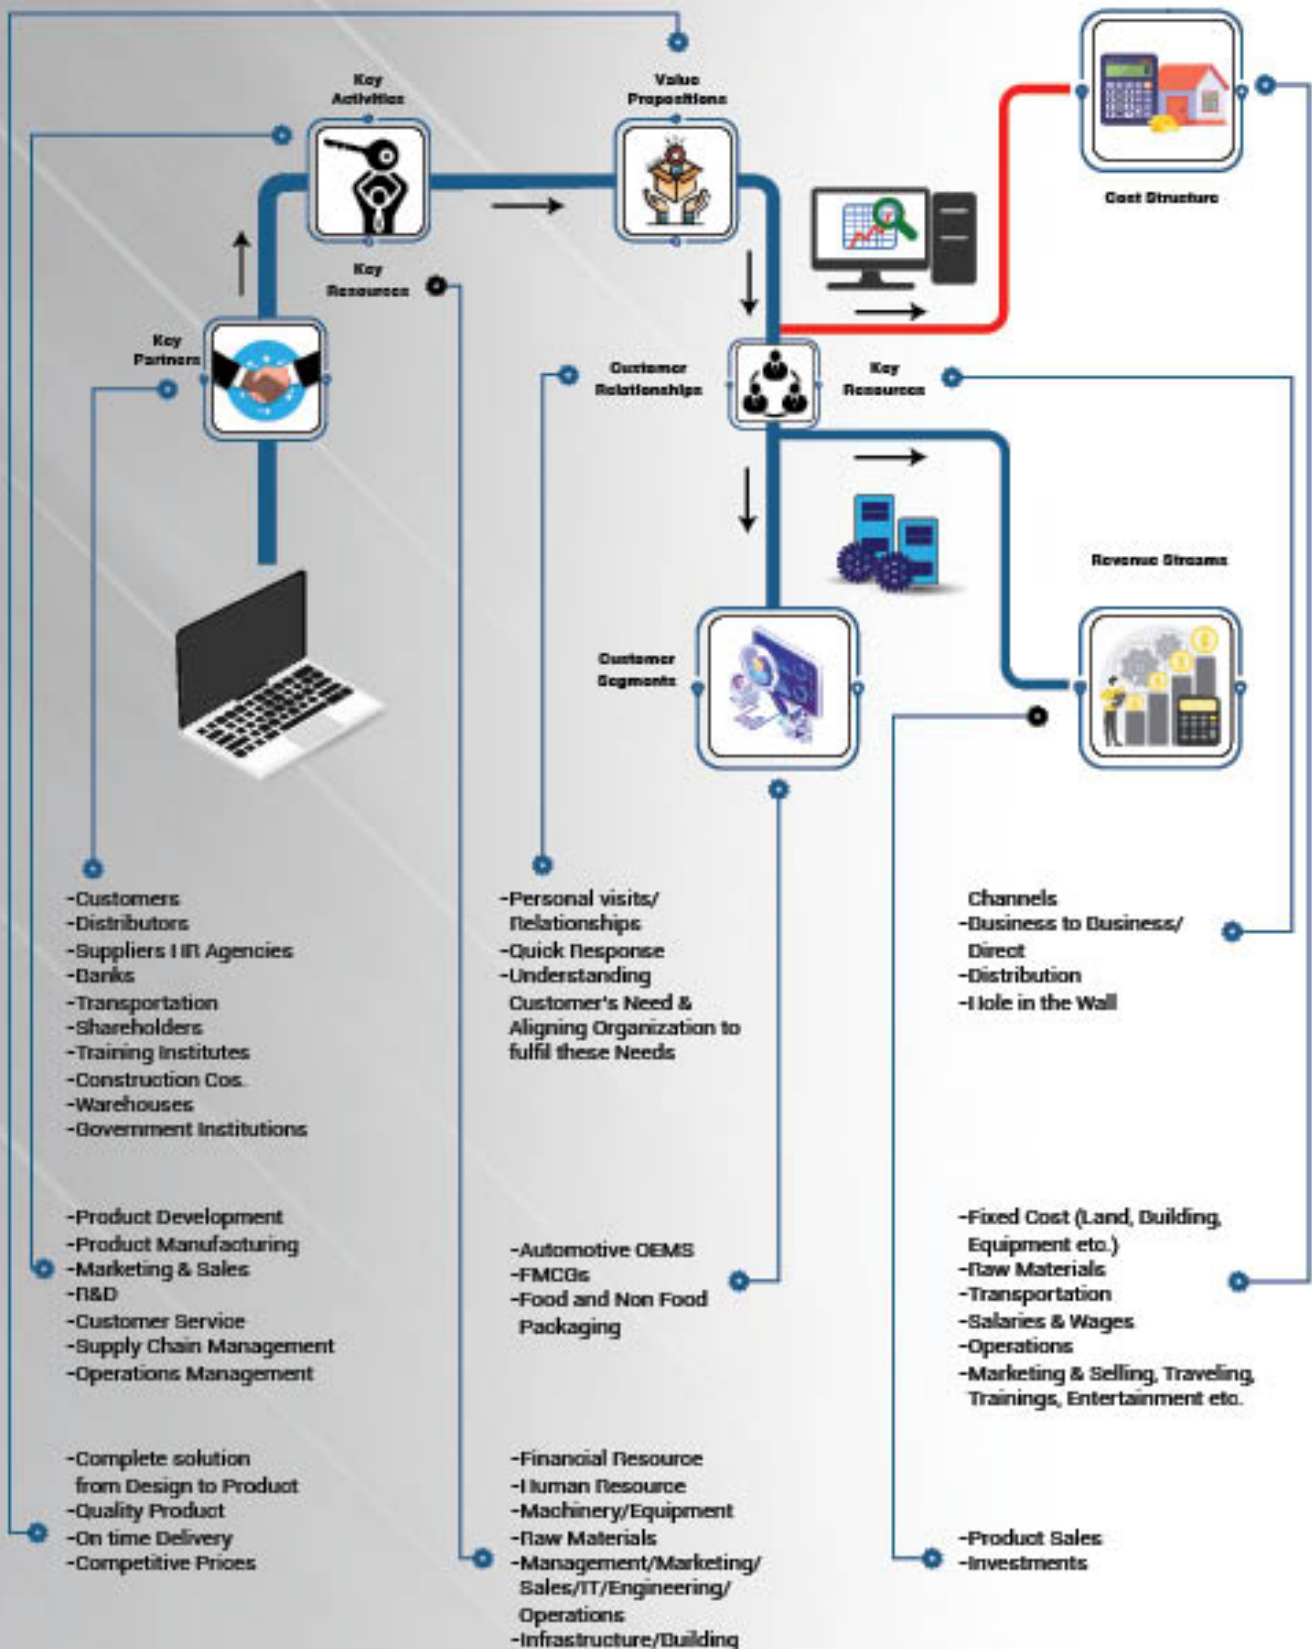 Key
Activities
Value
Propositions
Cost Structure
Key
Resources
Key
Partners
Customer
Relationships
Key
Resources
Revenue Streams
Customer
Segments
-Customers
-Distributors
-Suppliers HR Agencies
-Banks
-Transportation
-Shareholders
-Training Institutes
-Construction Cos.
-Warehouses
-Government Institutions
-Personal visits/
Relationships
-Quick Response
-Understanding
Customer's Need &
Aligning Organization to
fulfil these Needs
Channels
-Business to Business/
Direct
-Distribution
-Hole in the Wall
-Product Development
-Product Manufacturing
-Marketing & Sales
-R&D
-Customer Service
-Supply Chain Management
-Operations Management
-Automotive OEMS
-FMCGs
-Food and Non Food
Packaging
-Fixed Cost (Land, Building,
Equipment etc.)
-Raw Materials
-Transportation
-Salaries & Wages
-Operations
-Marketing & Selling, Traveling,
Trainings, Entertainment etc.
-Complete solution
from Design to Product
-Quality Product
-On time Delivery
-Competitive Prices
-Financial Resource
-Human Resource
-Machinery/Equipment
-Raw Materials
-Management/Marketing/
Sales/IT/Engineering/
Operations
-Infrastructure/Building
-Product Sales
-Investments